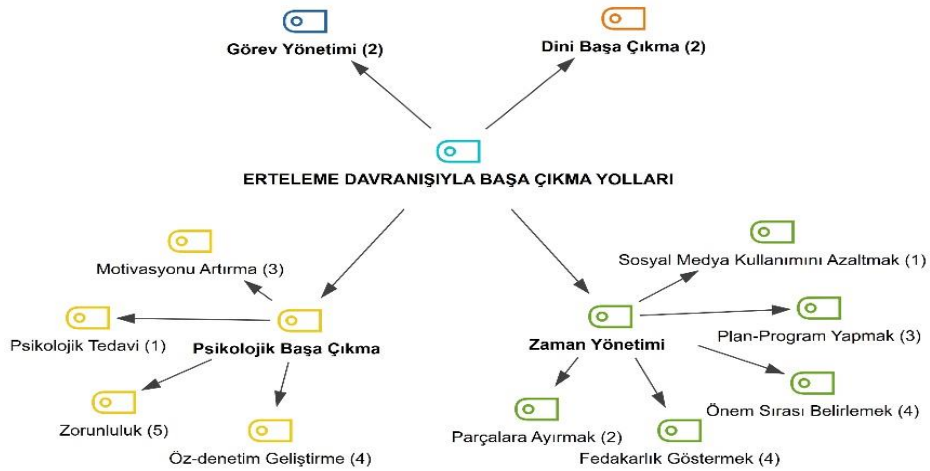 Görev Yönetimi (2)
Dini Başa Çıkma (2)
ERTELEME DAVRANIŞIYLA BAŞA ÇIKMA YOLLARI
Motivasyonu Artırma (3)
Sosyal Medya Kullanımını Azaltmak (1)
Psikolojik Tedavi (1)
Psikolojik Başa Çıkma
Zaman Yönetimi
Plan-Program Yapmak (3)
Zorunluluk (5)
Öz-denetim Geliştirme (4)
Parçalara Ayırmak (2)
Fedakarlık Göstermek (4)
Önem Sırası Belirlemek (4)